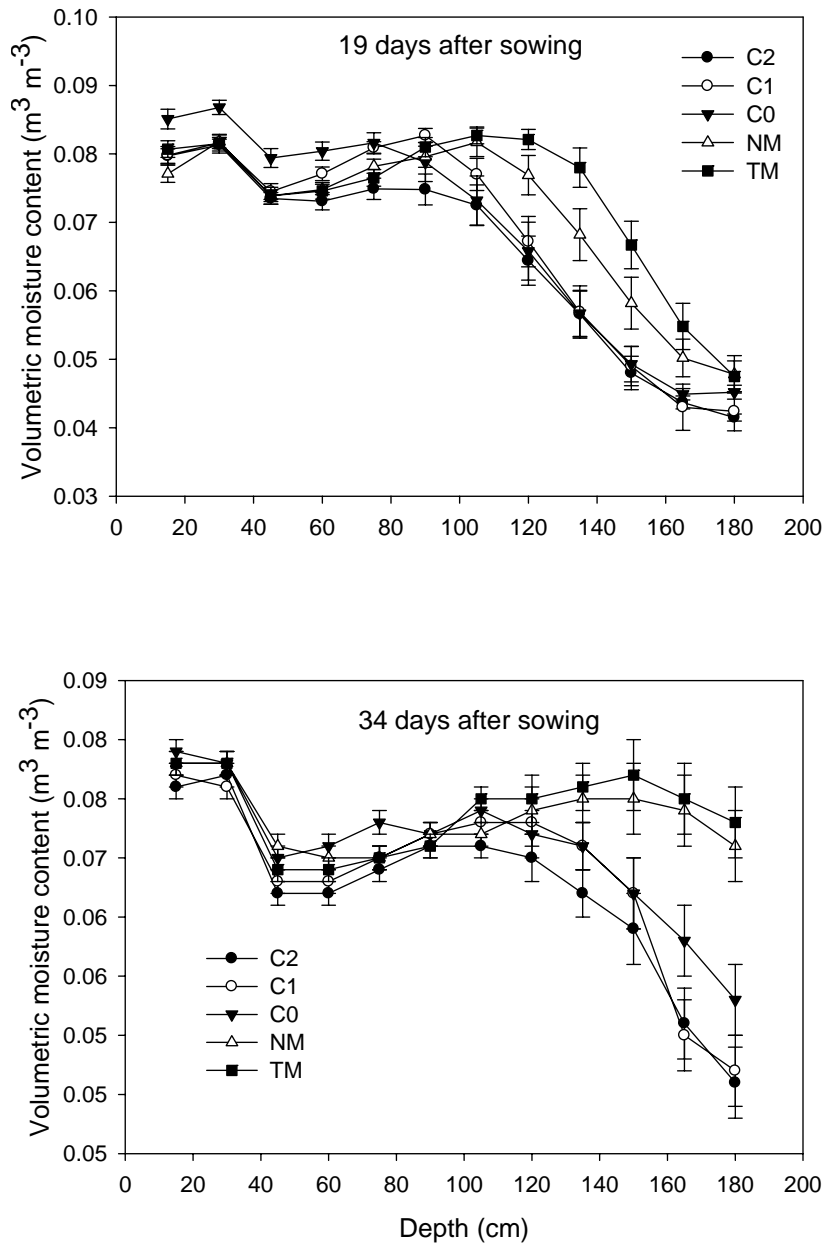 19 days after sowing
Volumetric moisture content (m³ m⁻³)
0.10
0.09
0.08
0.07
0.06
0.05
0.04
0.03
0 20 40 60 80 100 120 140 160 180 200
C2
C1
C0
NM
TM
34 days after sowing
Volumetric moisture content (m³ m⁻³)
0.09
0.08
0.08
0.07
0.06
0.06
0.05
0.05
0.05
0 20 40 60 80 100 120 140 160 180 200
C2
C1
C0
NM
TM
Depth (cm)